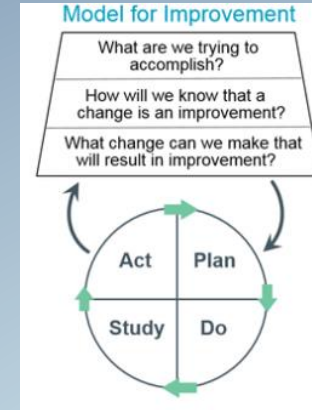 Model for Improvement
What are we trying to
accomplish?
How will we know that a
change is an improvement?
What change can we make that
will result in improvement?
Act
Plan
Study
Do